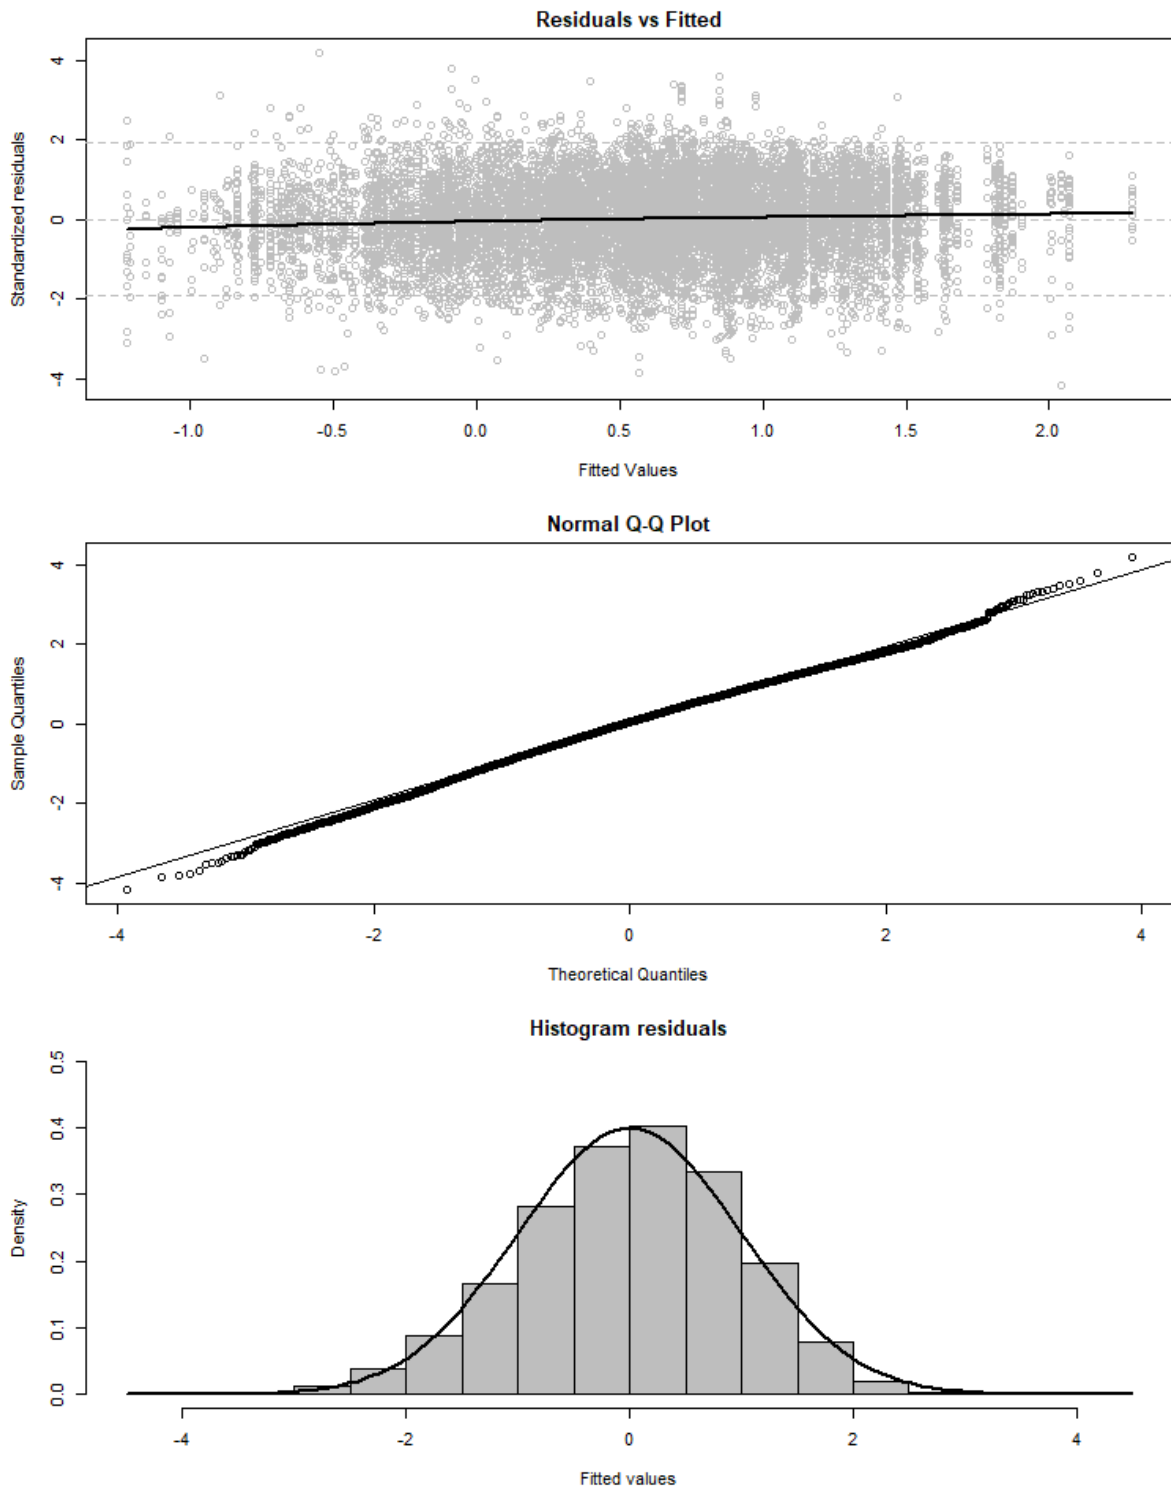 Residuals vs Fitted
Standardized residuals
4
2
0
-2
-4
-1.0 -0.5 0.0 0.5 1.0 1.5 2.0
Fitted Values
Normal Q-Q Plot
Sample Quantiles
4
2
0
-2
-4
-4 -2 0 2 4
Theoretical Quantiles
Histogram residuals
Density
0.5
0.4
0.3
0.2
0.1
0.0
-4 -2 0 2 4
Fitted values